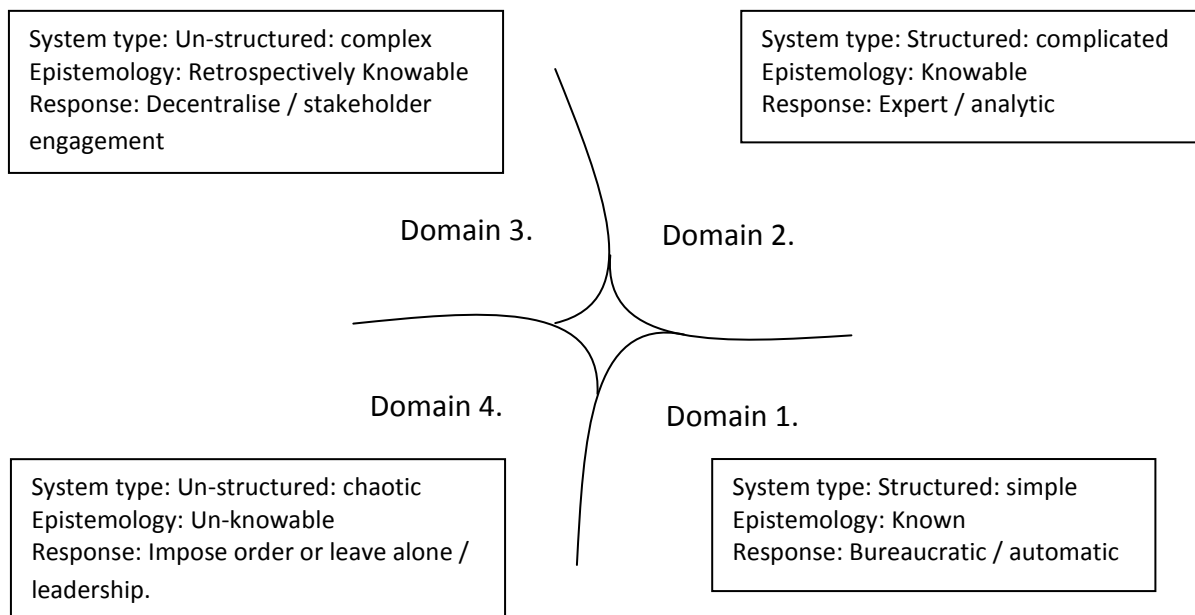 System type: Un-structured: complex
Epistemology: Retrospectively Knowable
Response: Decentralise / stakeholder
engagement
System type: Structured: complicated
Epistemology: Knowable
Response: Expert / analytic
Domain 3.
Domain 2.
Domain 4.
Domain 1.
System type: Un-structured: chaotic
Epistemology: Un-knowable
Response: Impose order or leave alone /
leadership.
System type: Structured: simple
Epistemology: Known
Response: Bureaucratic / automatic